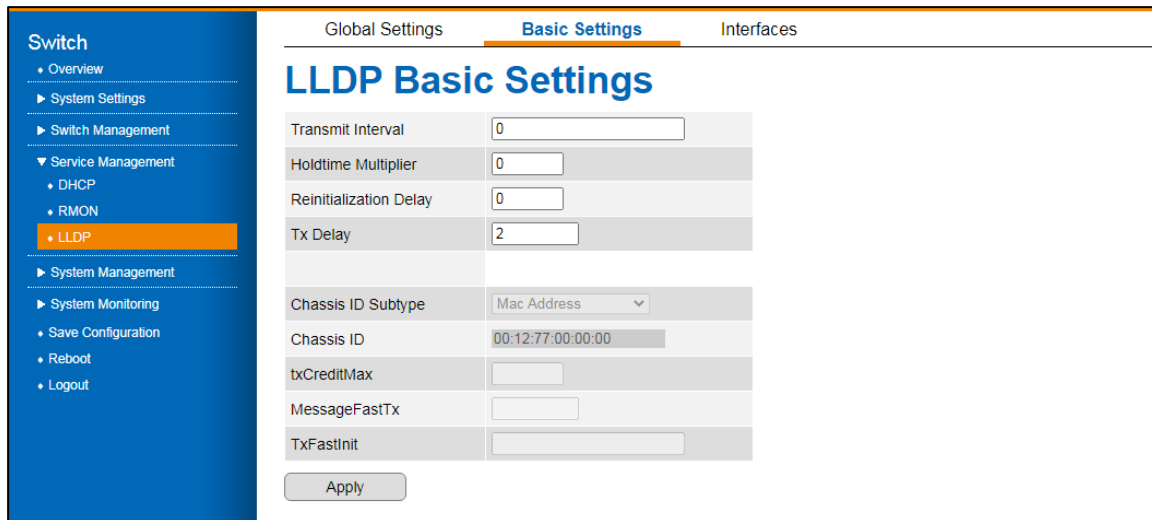 Switch
Overview
System Settings
Switch Management
Service Management
DHCP
RMON
LLDP
System Management
System Monitoring
Save Configuration
Reboot
Logout
Global Settings Basic Settings Interfaces
LLDP Basic Settings
Transmit Interval 0
Holdtime Multiplier 0
Reinitialization Delay 0
Tx Delay 2
Chassis ID Subtype Mac Address
Chassis ID 00:12:77:00:00:00
txCreditMax
MessageFastTx
TxFastInit
Apply